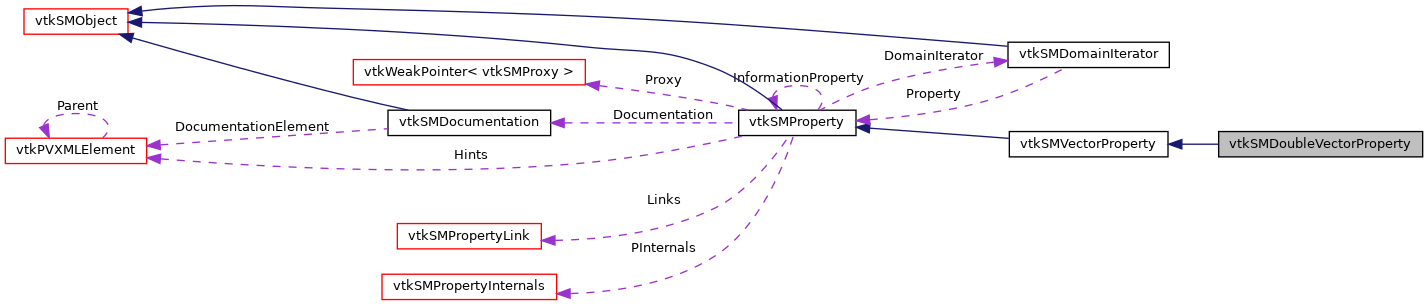 vtkSMObject
vtkSMDomainIterator
DomainIterator
vtkWeakPointer< vtkSMProxy >
Proxy
InformationProperty
Property
Parent
DocumentationElement
vtkSMDocumentation
Documentation
vtkSMProperty
vtkPVXMLElement
Hints
vtkSMVectorProperty
vtkSMDoubleVectorProperty
Links
vtkSMPropertyLink
PInternals
vtkSMPropertyInternals